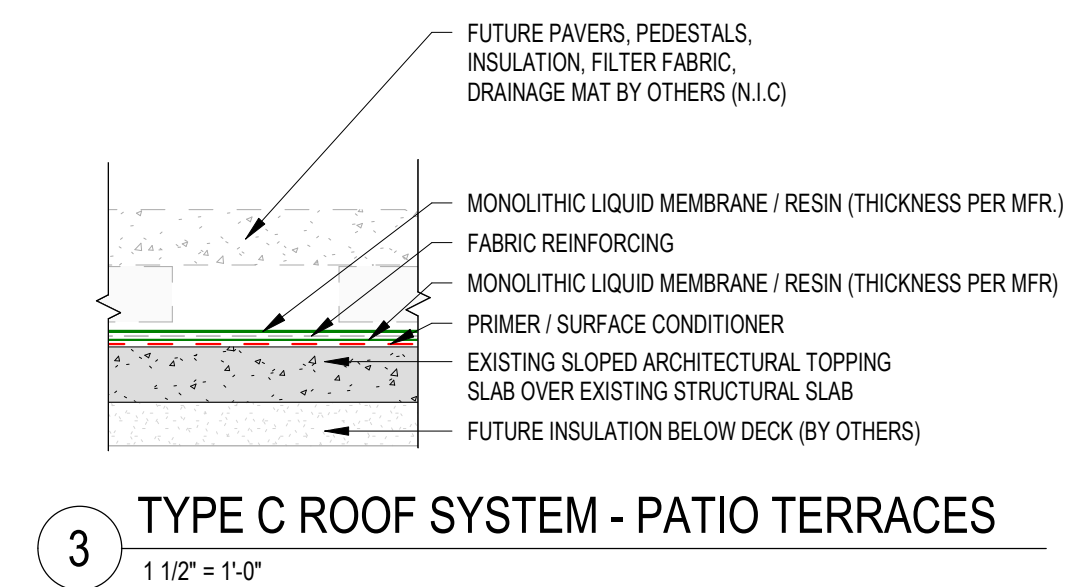 FUTURE PAVERS, PEDESTALS,
INSULATION, FILTER FABRIC,
DRAINAGE MAT BY OTHERS (N.I.C)
MONOLITHIC LIQUID MEMBRANE / RESIN (THICKNESS PER MFR.)
FABRIC REINFORCING
MONOLITHIC LIQUID MEMBRANE / RESIN (THICKNESS PER MFR)
PRIMER / SURFACE CONDITIONER
EXISTING SLOPED ARCHITECTURAL TOPPING
SLAB OVER EXISTING STRUCTURAL SLAB
FUTURE INSULATION BELOW DECK (BY OTHERS)
3
TYPE C ROOF SYSTEM - PATIO TERRACES
1 1/2" = 1'-0"